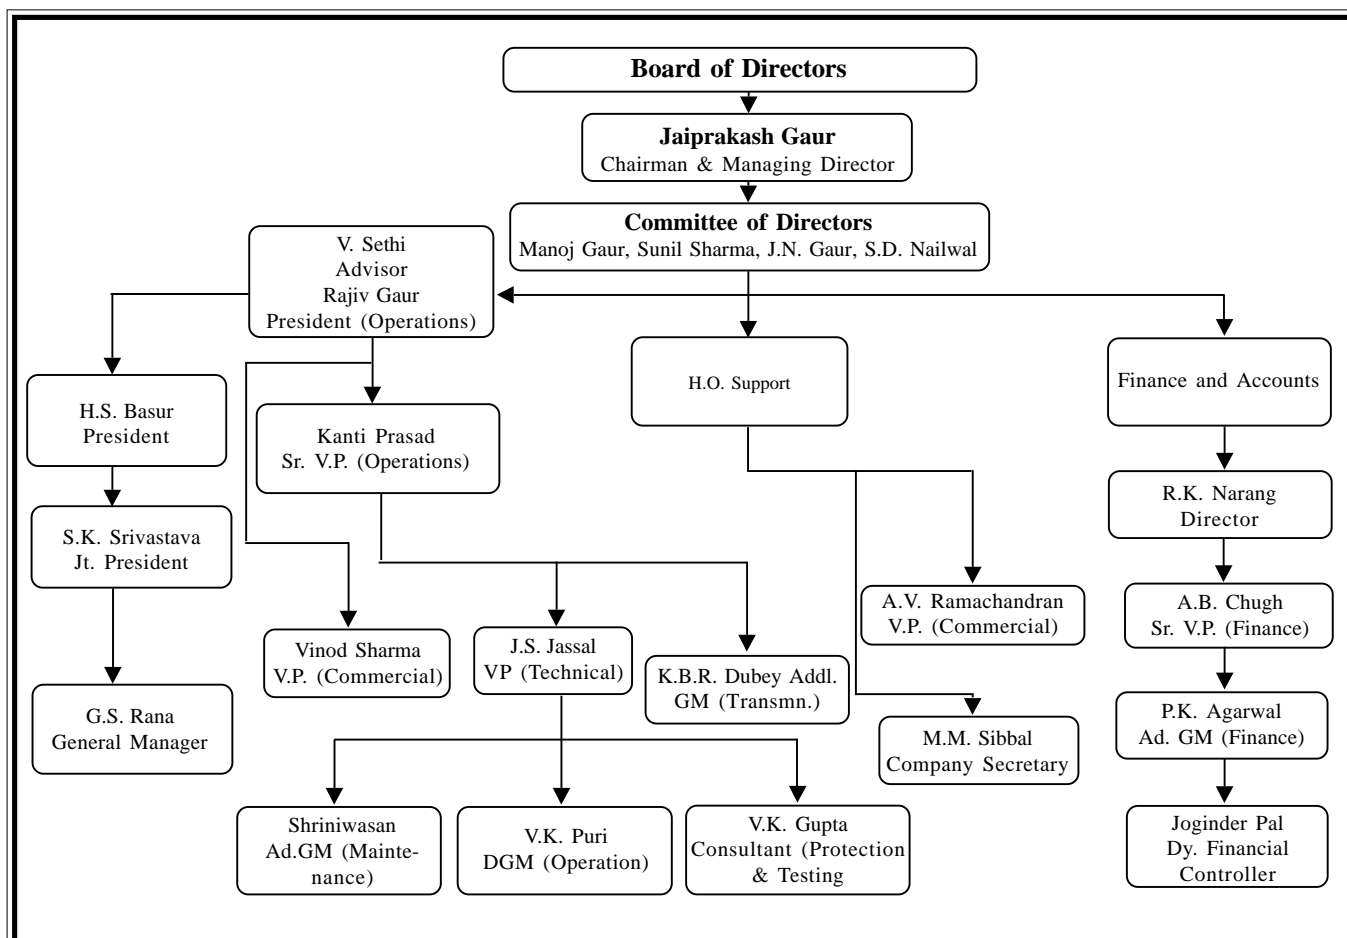 Board of Directors
Jaiprakash Gaur
Chairman & Managing Director
Committee of Directors
Manoj Gaur, Sunil Sharma, J.N. Gaur, S.D. Nailwal
V. Sethi
Advisor
Rajiv Gaur
President (Operations)
H.O. Support
Finance and Accounts
H.S. Basur
President
Kanti Prasad
Sr. V.P. (Operations)
R.K. Narang
Director
S.K. Srivastava
Jt. President
A.V. Ramachandran
V.P. (Commercial)
A.B. Chugh
Sr. V.P. (Finance)
Vinod Sharma
V.P. (Commercial)
J.S. Jassal
VP (Technical)
K.B.R. Dubey Addl.
GM (Transmn.)
G.S. Rana
General Manager
M.M. Sibbal
Company Secretary
P.K. Agarwal
Ad. GM (Finance)
Shriniwasan
Ad.GM (Mainte-
nance)
V.K. Puri
DGM (Operation)
V.K. Gupta
Consultant (Protection
& Testing
Joginder Pal
Dy. Financial
Controller